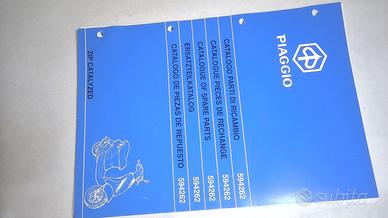 PIAGGIO
CATALOGO PARTI DI RICAMBIO 594262
CATALOGUE PIECES DE RECHANGE 594262
CATALOGUE OF SPARE PARTS 594262
ERSATZTEILKATALOG 594262
CATALOGO DE PIEZAS DE REPUESTO 594262
ZIP CATALYZED
subito